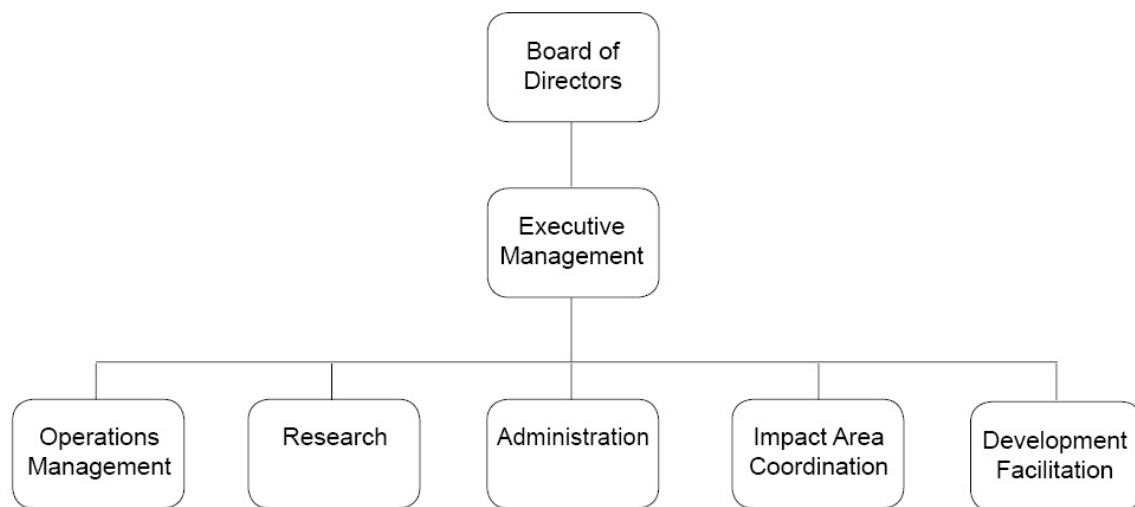 Board of
Directors
Executive
Management
Operations
Management
Research
Administration
Impact Area
Coordination
Development
Facilitation